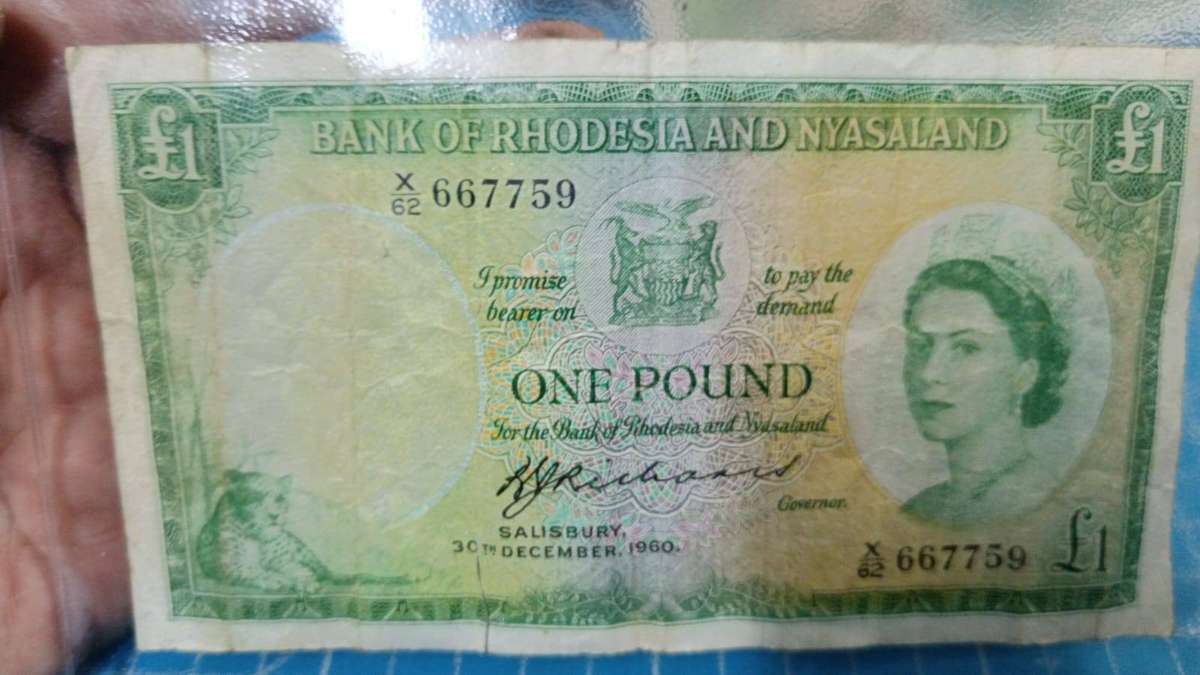 £1
£1
BANK OF RHODESIA AND NYASALAND
X/62 667759
I promise to pay the
bearer on demand
ONE POUND
For the Bank of Rhodesia and Nyasaland
Governor.
SALISBURY,
30TH DECEMBER, 1960.
X/62 667759 £1